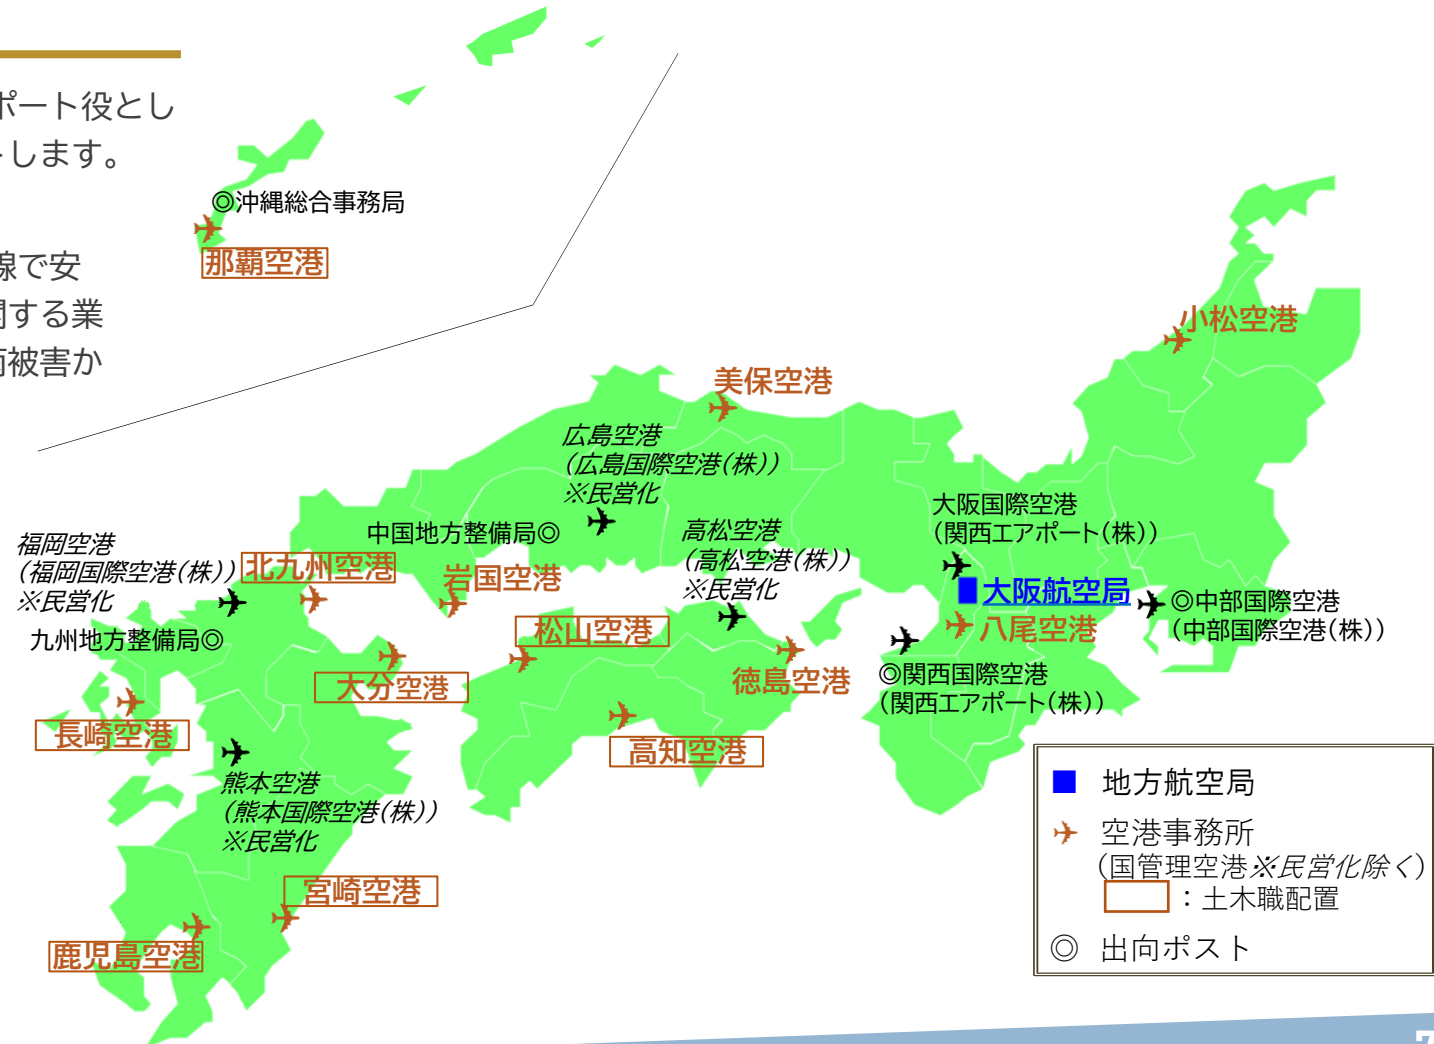 ポート役とし
トします。
線で安
関する業
雨被害か
◎沖縄総合事務局
那覇空港
小松空港
美保空港
広島空港
(広島国際空港(株))
※民営化
中国地方整備局◎
高松空港
(高松空港(株))
※民営化
大阪国際空港
(関西エアポート(株))
福岡空港
(福岡国際空港(株))
※民営化
北九州空港
岩国空港
大阪航空局
◎中部国際空港
(中部国際空港(株))
九州地方整備局◎
松山空港
八尾空港
大分空港
徳島空港
◎関西国際空港
(関西エアポート(株))
長崎空港
高知空港
熊本空港
(熊本国際空港(株))
※民営化
宮崎空港
鹿児島空港
■ 地方航空局
空港事務所
(国管理空港※民営化除く)
:土木職配置
◎ 出向ポスト